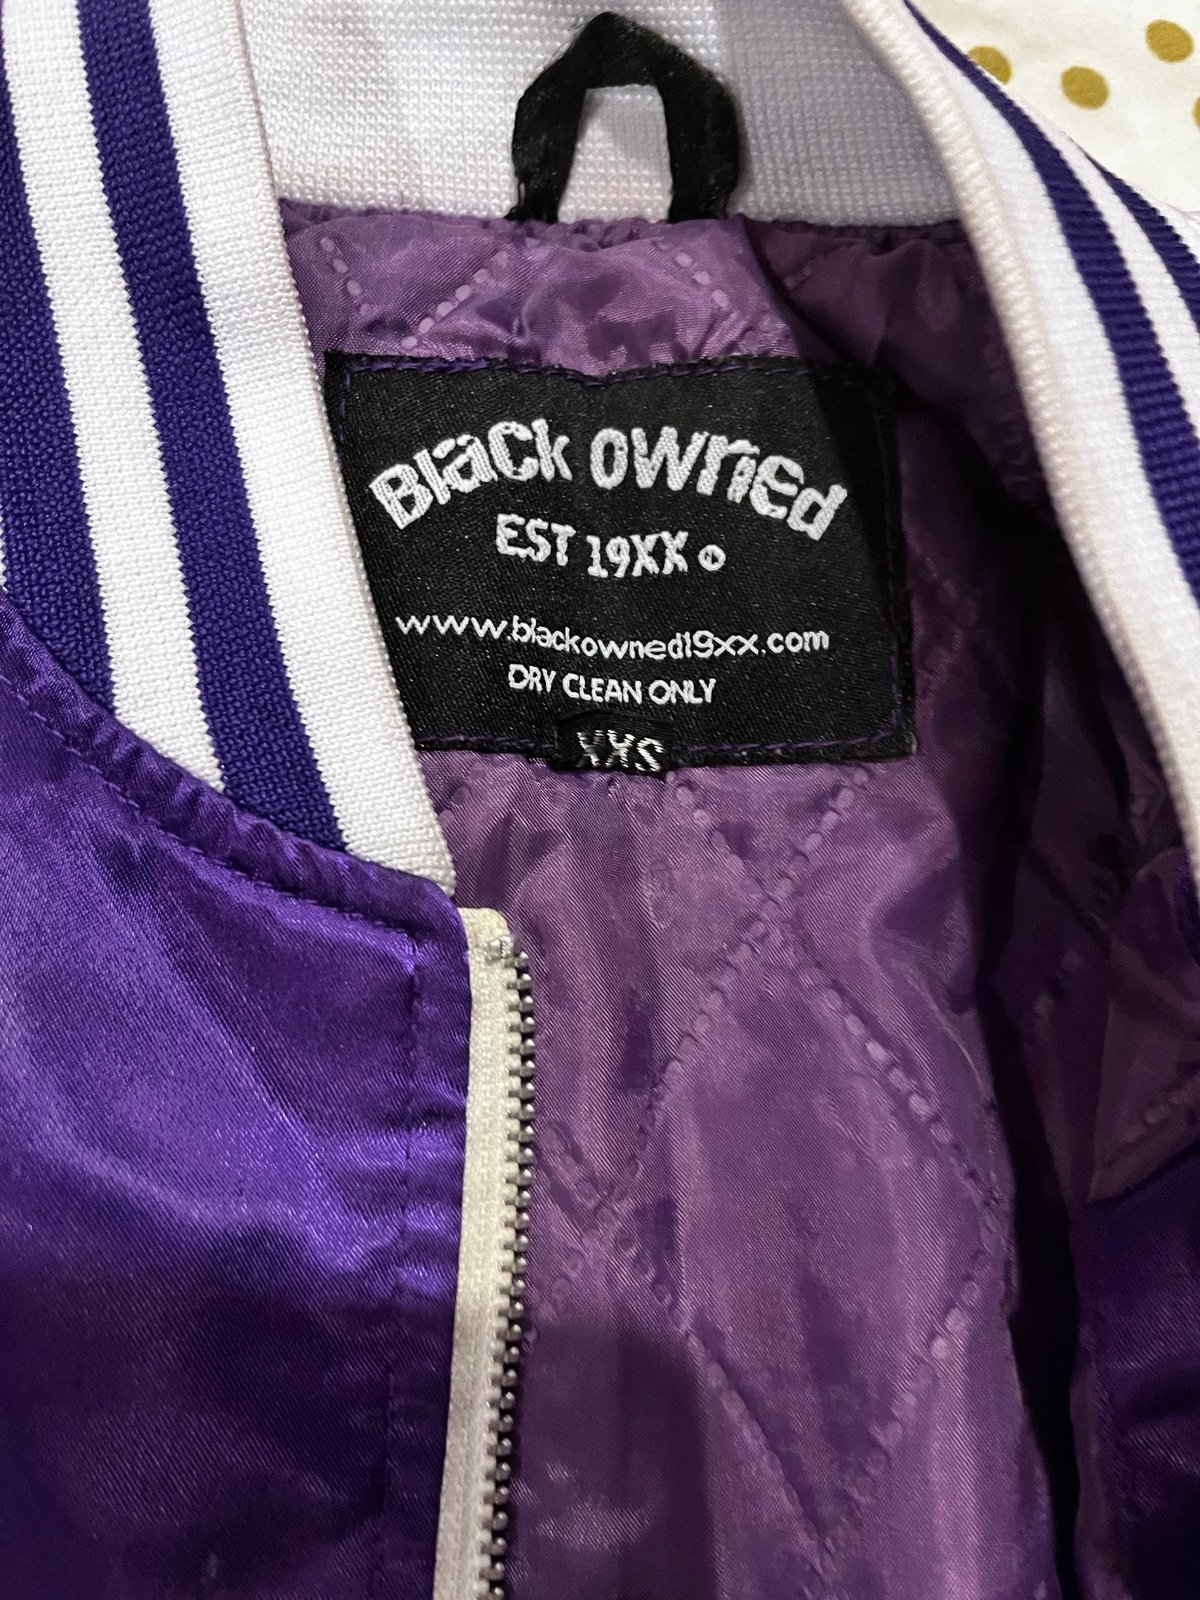 Black owned
EST 19XX
www.blackowned19xx.com
DRY CLEAN ONLY
XXS